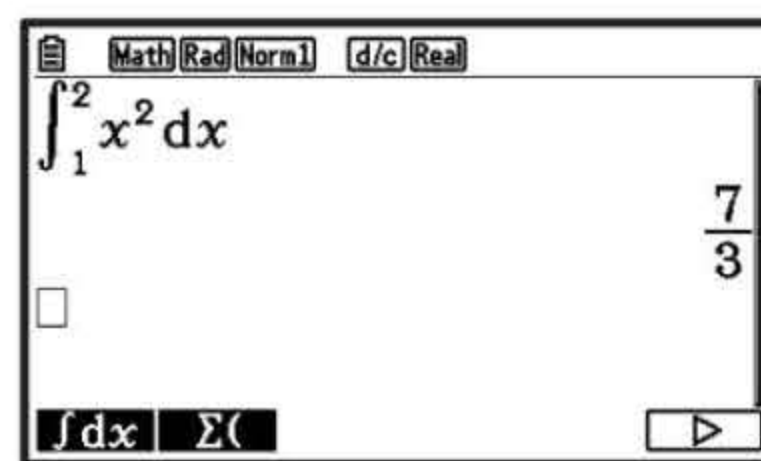 Math Rad Norm1 d/c Real
∫₁² x² dx
7/3
∫dx Σ(